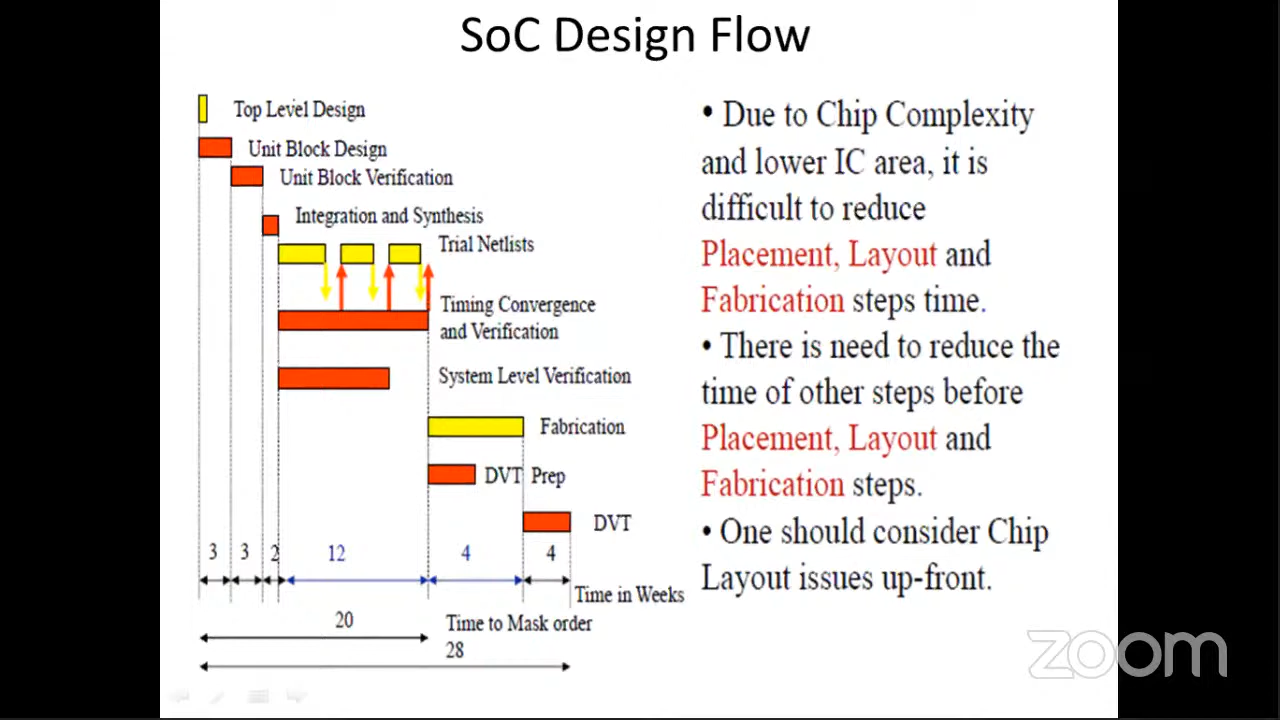 SoC Design Flow
Top Level Design
Unit Block Design
Unit Block Verification
Integration and Synthesis
Trial Netlists
Timing Convergence
and Verification
System Level Verification
Fabrication
DVT Prep
DVT
3 3 2 12 4 4
Time in Weeks
20 Time to Mask order
28
• Due to Chip Complexity
and lower IC area, it is
difficult to reduce
Placement, Layout and
Fabrication steps time.
• There is need to reduce the
time of other steps before
Placement, Layout and
Fabrication steps.
• One should consider Chip
Layout issues up-front.
zoom